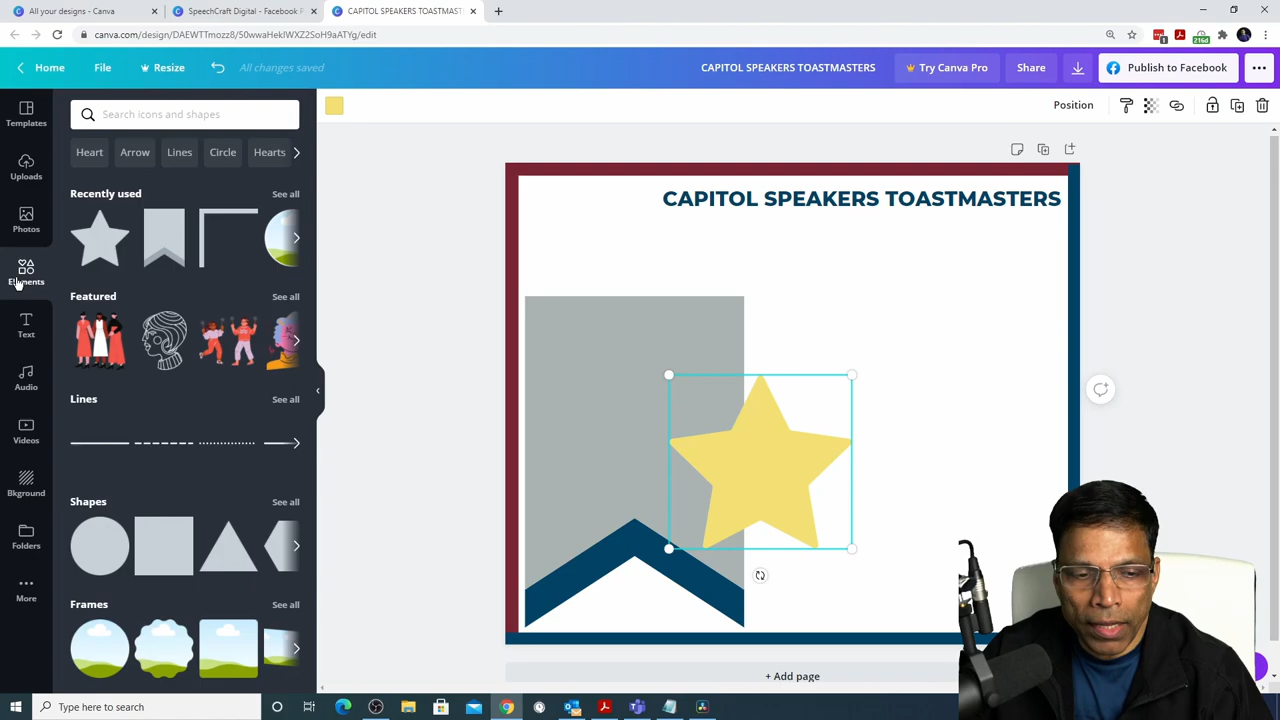 All your designs - Canva
SpeechCraft Digital - Facebook P
CAPITOL SPEAKERS TOASTMAST
canva.com/design/DAEWTTmozz8/50wwaHeklWXZ2SoH9aATYg/edit
216d
Home
File
Resize
All changes saved
CAPITOL SPEAKERS TOASTMASTERS
Try Canva Pro
Share
Publish to Facebook
Position
Templates
Uploads
Photos
Elements
Text
Audio
Videos
Bkground
Folders
More
Search icons and shapes
Heart Arrow Lines Circle Hearts
Recently used See all
Featured See all
Lines See all
Shapes See all
Frames See all
CAPITOL SPEAKERS TOASTMASTERS
+ Add page
Type here to search